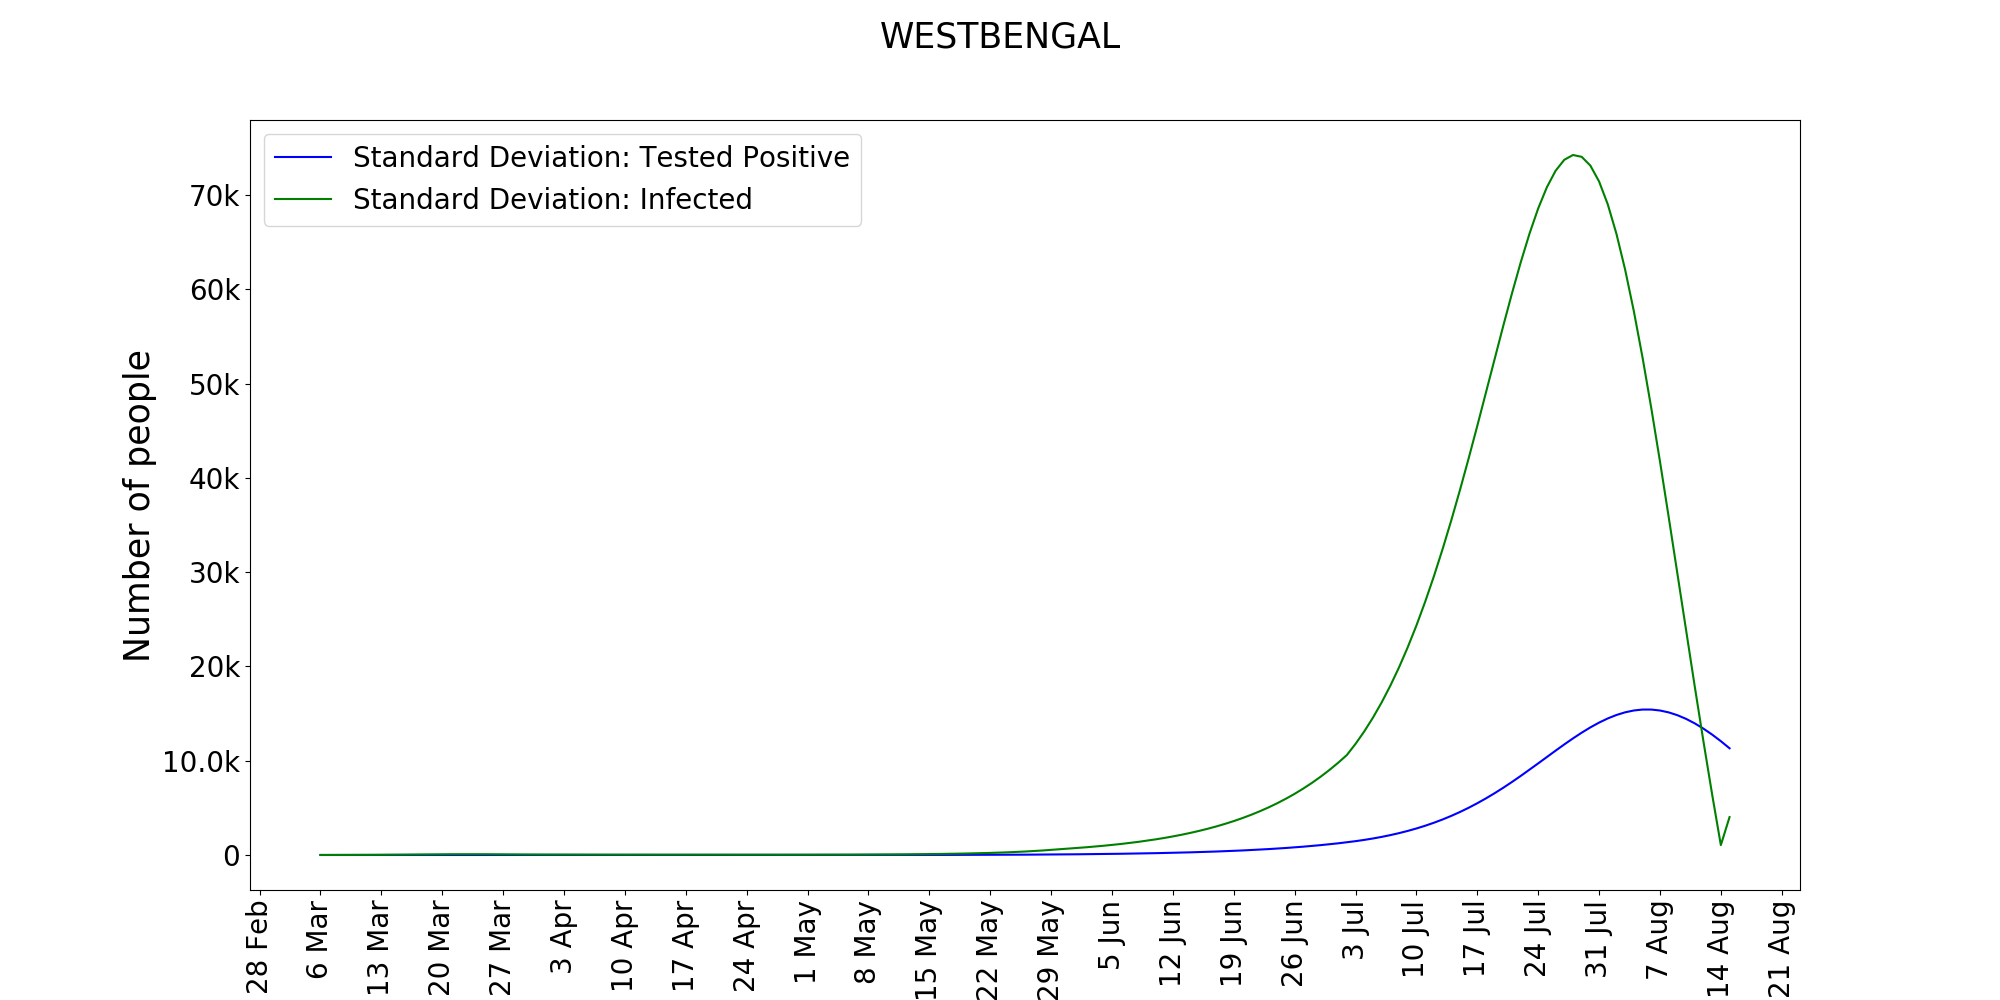 WESTBENGAL
Standard Deviation: Tested Positive
Standard Deviation: Infected
Number of people
70k
60k
50k
40k
30k
20k
10.0k
0
28 Feb
6 Mar
13 Mar
20 Mar
27 Mar
3 Apr
10 Apr
17 Apr
24 Apr
1 May
8 May
15 May
22 May
29 May
5 Jun
12 Jun
19 Jun
26 Jun
3 Jul
10 Jul
17 Jul
24 Jul
31 Jul
7 Aug
14 Aug
21 Aug